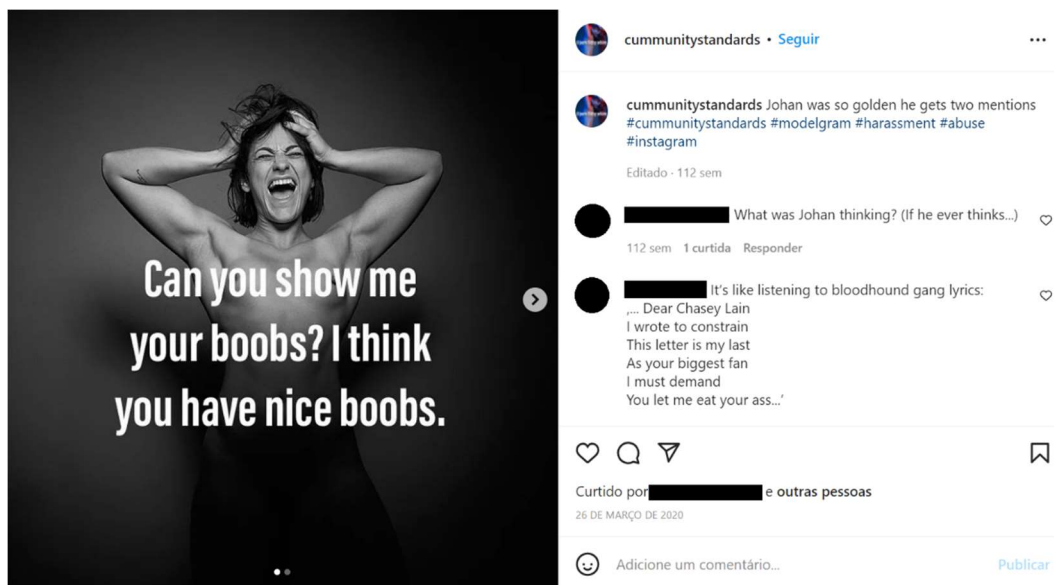 Can you show me
your boobs? I think
you have nice boobs.
cummunitystandards • Seguir
cummunitystandards Johan was so golden he gets two mentions
#cummunitystandards #modelgram #harassment #abuse
#instagram
Editado · 112 sem
What was Johan thinking? (If he ever thinks...)
112 sem 1 curtida Responder
It's like listening to bloodhound gang lyrics:
,... Dear Chasey Lain
I wrote to constrain
This letter is my last
As your biggest fan
I must demand
You let me eat your ass...'
Curtido por e outras pessoas
26 DE MARÇO DE 2020
Adicione um comentário... Publicar